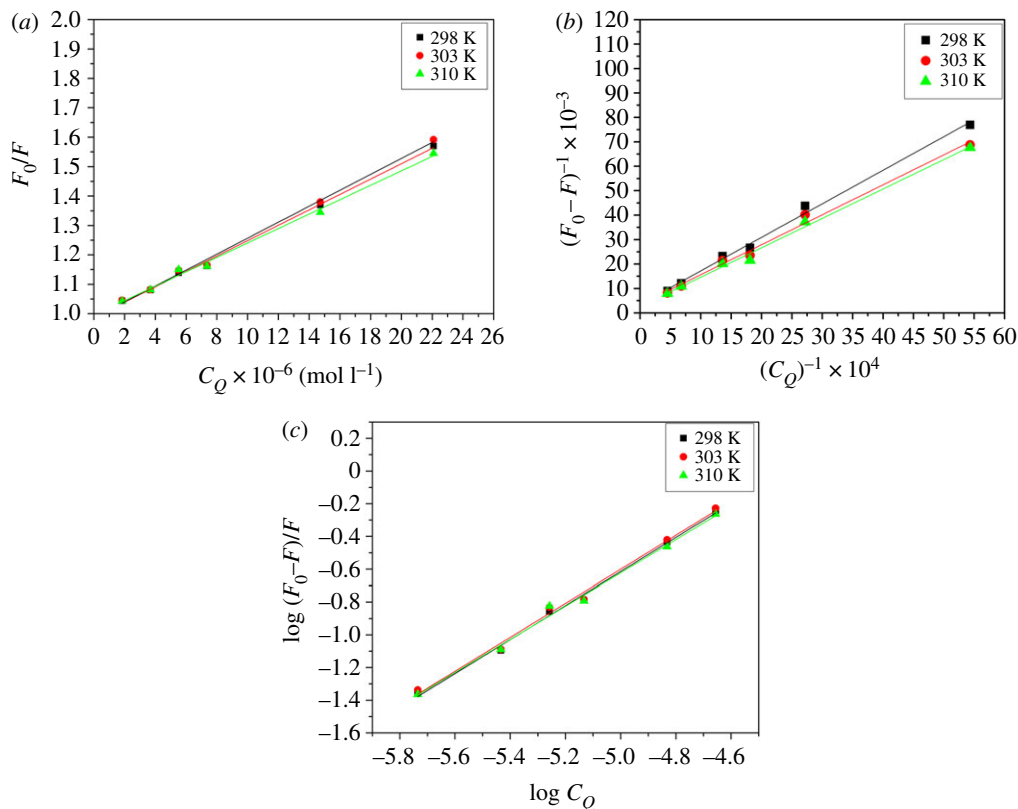 (a)
2.0
1.9
1.8
1.7
1.6
1.5
1.4
1.3
1.2
1.1
1.0
F₀/F
298 K
303 K
310 K
0 2 4 6 8 10 12 14 16 18 20 22 24 26
C_Q × 10⁻⁶ (mol l⁻¹)
(b)
120
110
100
90
80
70
60
50
40
30
20
10
0
(F₀–F)⁻¹ × 10⁻³
298 K
303 K
310 K
0 5 10 15 20 25 30 35 40 45 50 55 60
(C_Q)⁻¹ × 10⁴
(c)
0.2
0
–0.2
–0.4
–0.6
–0.8
–1.0
–1.2
–1.4
–1.6
log (F₀–F)/F
298 K
303 K
310 K
–5.8 –5.6 –5.4 –5.2 –5.0 –4.8 –4.6
log C_Q